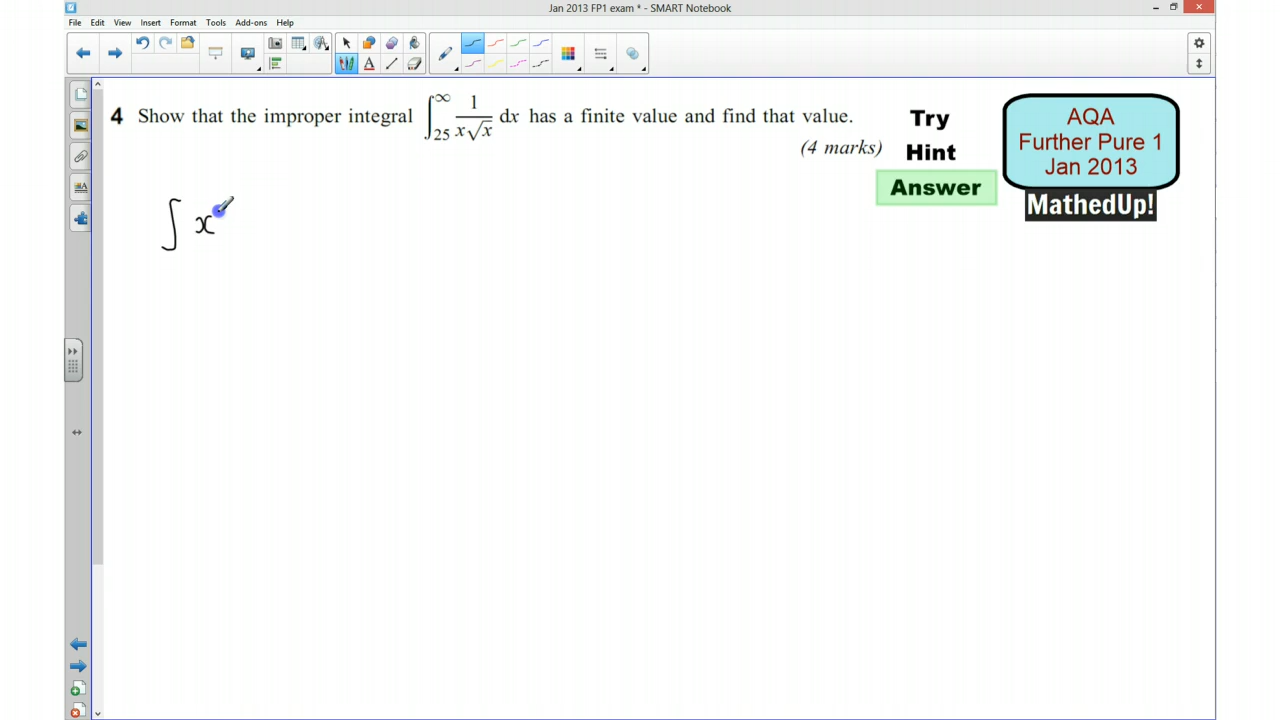 Jan 2013 FP1 exam * - SMART Notebook
File Edit View Insert Format Tools Add-ons Help
4 Show that the improper integral ∫₂₅^∞ 1/(x√x) dx has a finite value and find that value.
(4 marks)
Try
Hint
Answer
AQA
Further Pure 1
Jan 2013
MathedUp!
∫ x